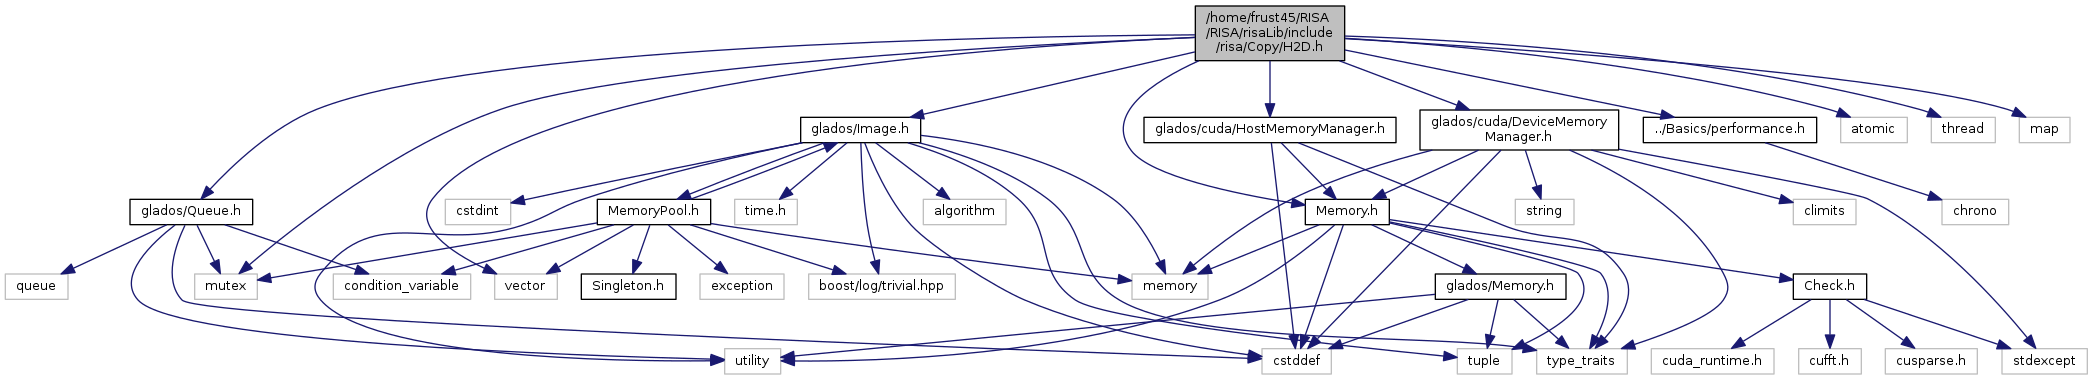 /home/frust45/RISA
/RISA/risaLib/include
/risa/Copy/H2D.h
glados/Image.h
glados/cuda/HostMemoryManager.h
glados/cuda/DeviceMemory
Manager.h
../Basics/performance.h
atomic
thread
map
glados/Queue.h
cstdint
MemoryPool.h
time.h
algorithm
Memory.h
string
climits
chrono
queue
mutex
condition_variable
vector
Singleton.h
exception
boost/log/trivial.hpp
memory
glados/Memory.h
Check.h
utility
cstddef
tuple
type_traits
cuda_runtime.h
cufft.h
cusparse.h
stdexcept